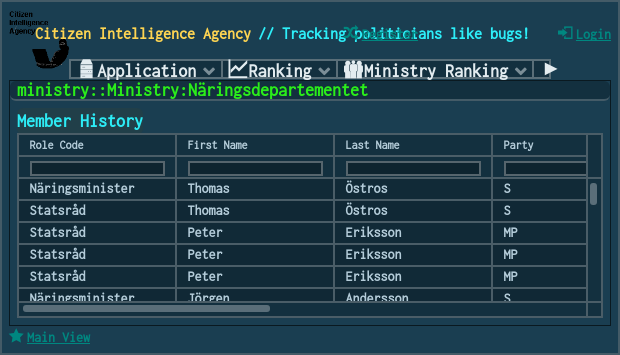 Citizen
Intelligence
Agency
Citizen Intelligence Agency // Tracking politicians like bugs!
Login
Application Ranking Ministry Ranking
ministry::Ministry:Näringsdepartementet
Member History
Role Code First Name Last Name Party
Näringsminister Thomas Östros S
Statsråd Thomas Östros S
Statsråd Peter Eriksson MP
Statsråd Peter Eriksson MP
Statsråd Peter Eriksson MP
Näringsminister Jörgen Andersson S
Main View